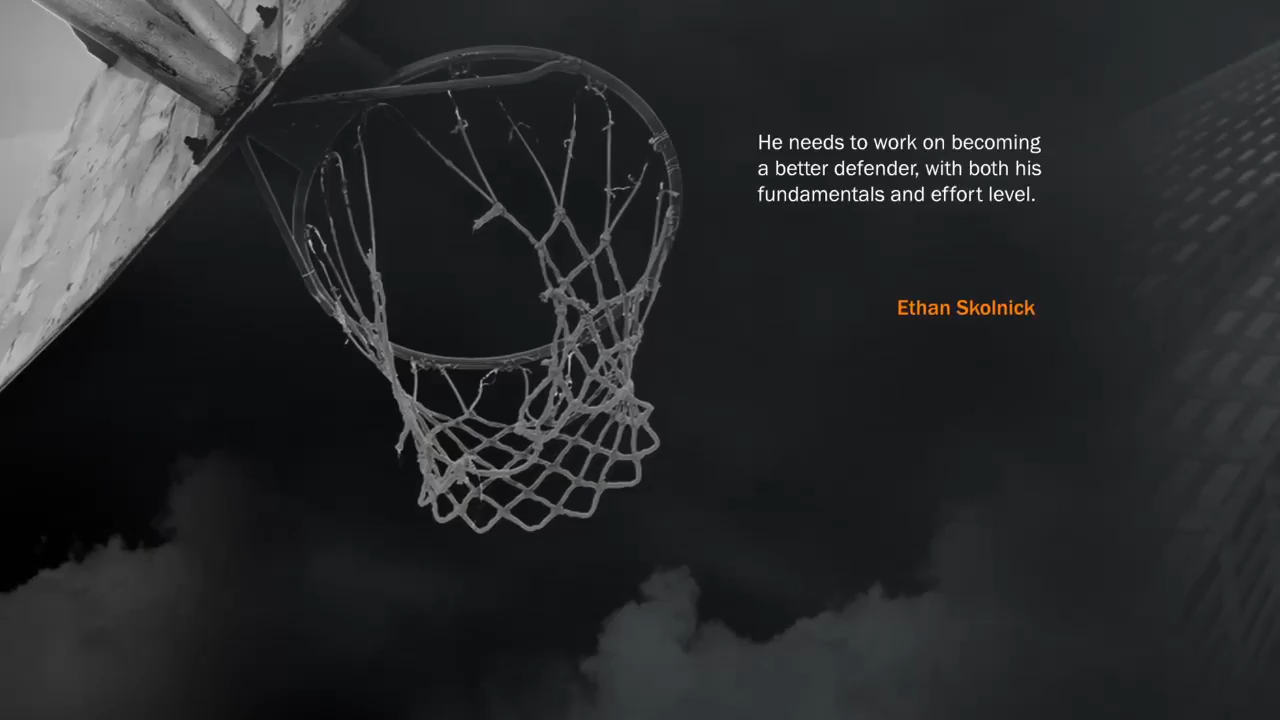 He needs to work on becoming
a better defender, with both his
fundamentals and effort level.
Ethan Skolnick